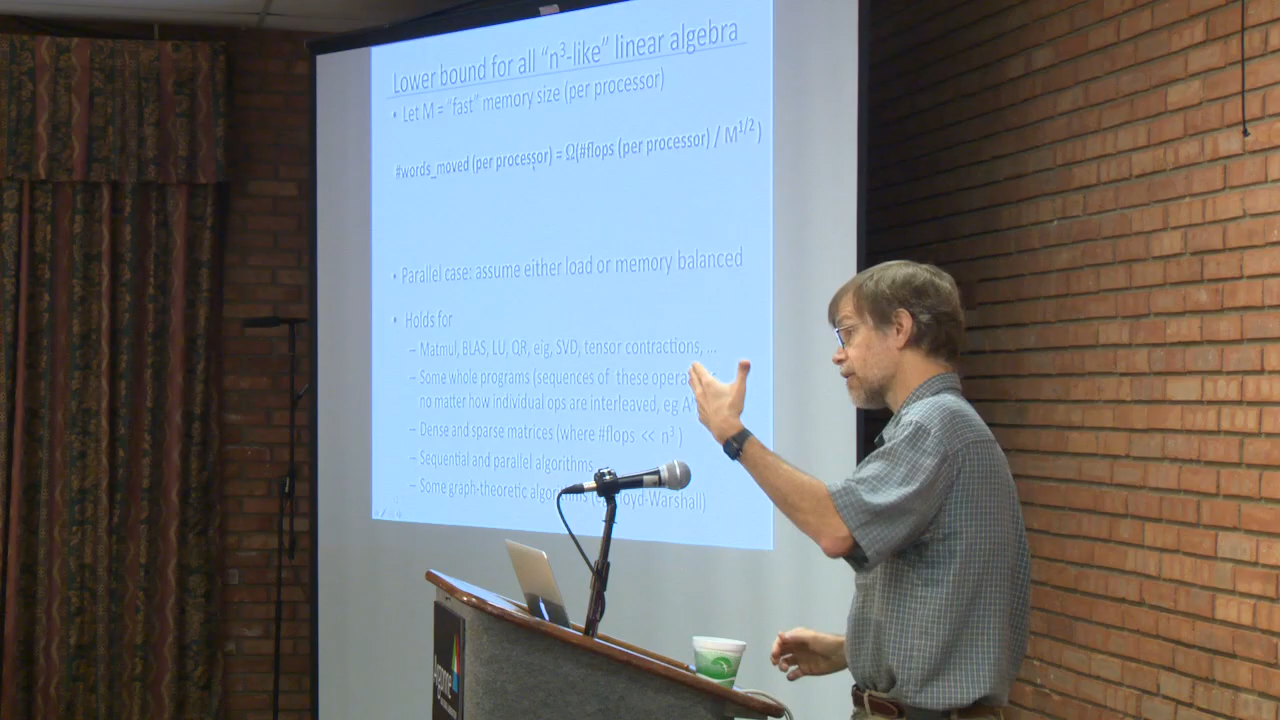 Lower bound for all "n³-like" linear algebra
• Let M = "fast" memory size (per processor)
#words_moved (per processor) = Ω(#flops (per processor) / M^1/2)
• Parallel case: assume either load or memory balanced
• Holds for
– Matmul, BLAS, LU, QR, eig, SVD, tensor contractions, …
– Some whole programs (sequences of these
no matter how individual ops are interleaved, eg
– Dense and sparse matrices (where #flops << n³)
– Sequential and parallel algorithms
– Some graph-theoretic
Argonne